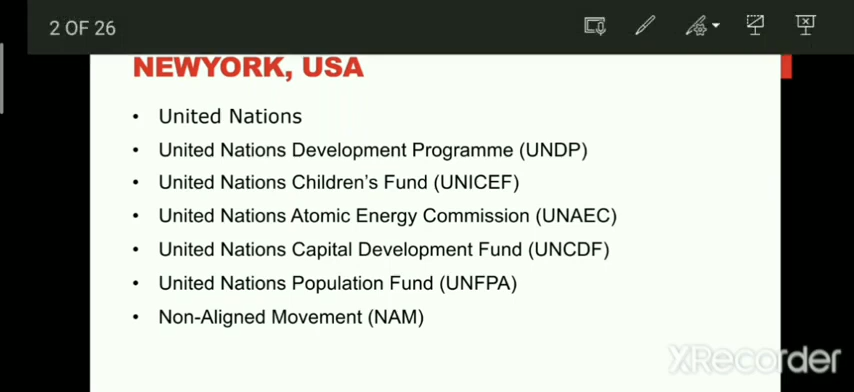 2 OF 26
NEWYORK, USA
• United Nations
• United Nations Development Programme (UNDP)
• United Nations Children's Fund (UNICEF)
• United Nations Atomic Energy Commission (UNAEC)
• United Nations Capital Development Fund (UNCDF)
• United Nations Population Fund (UNFPA)
• Non-Aligned Movement (NAM)
XRecorder